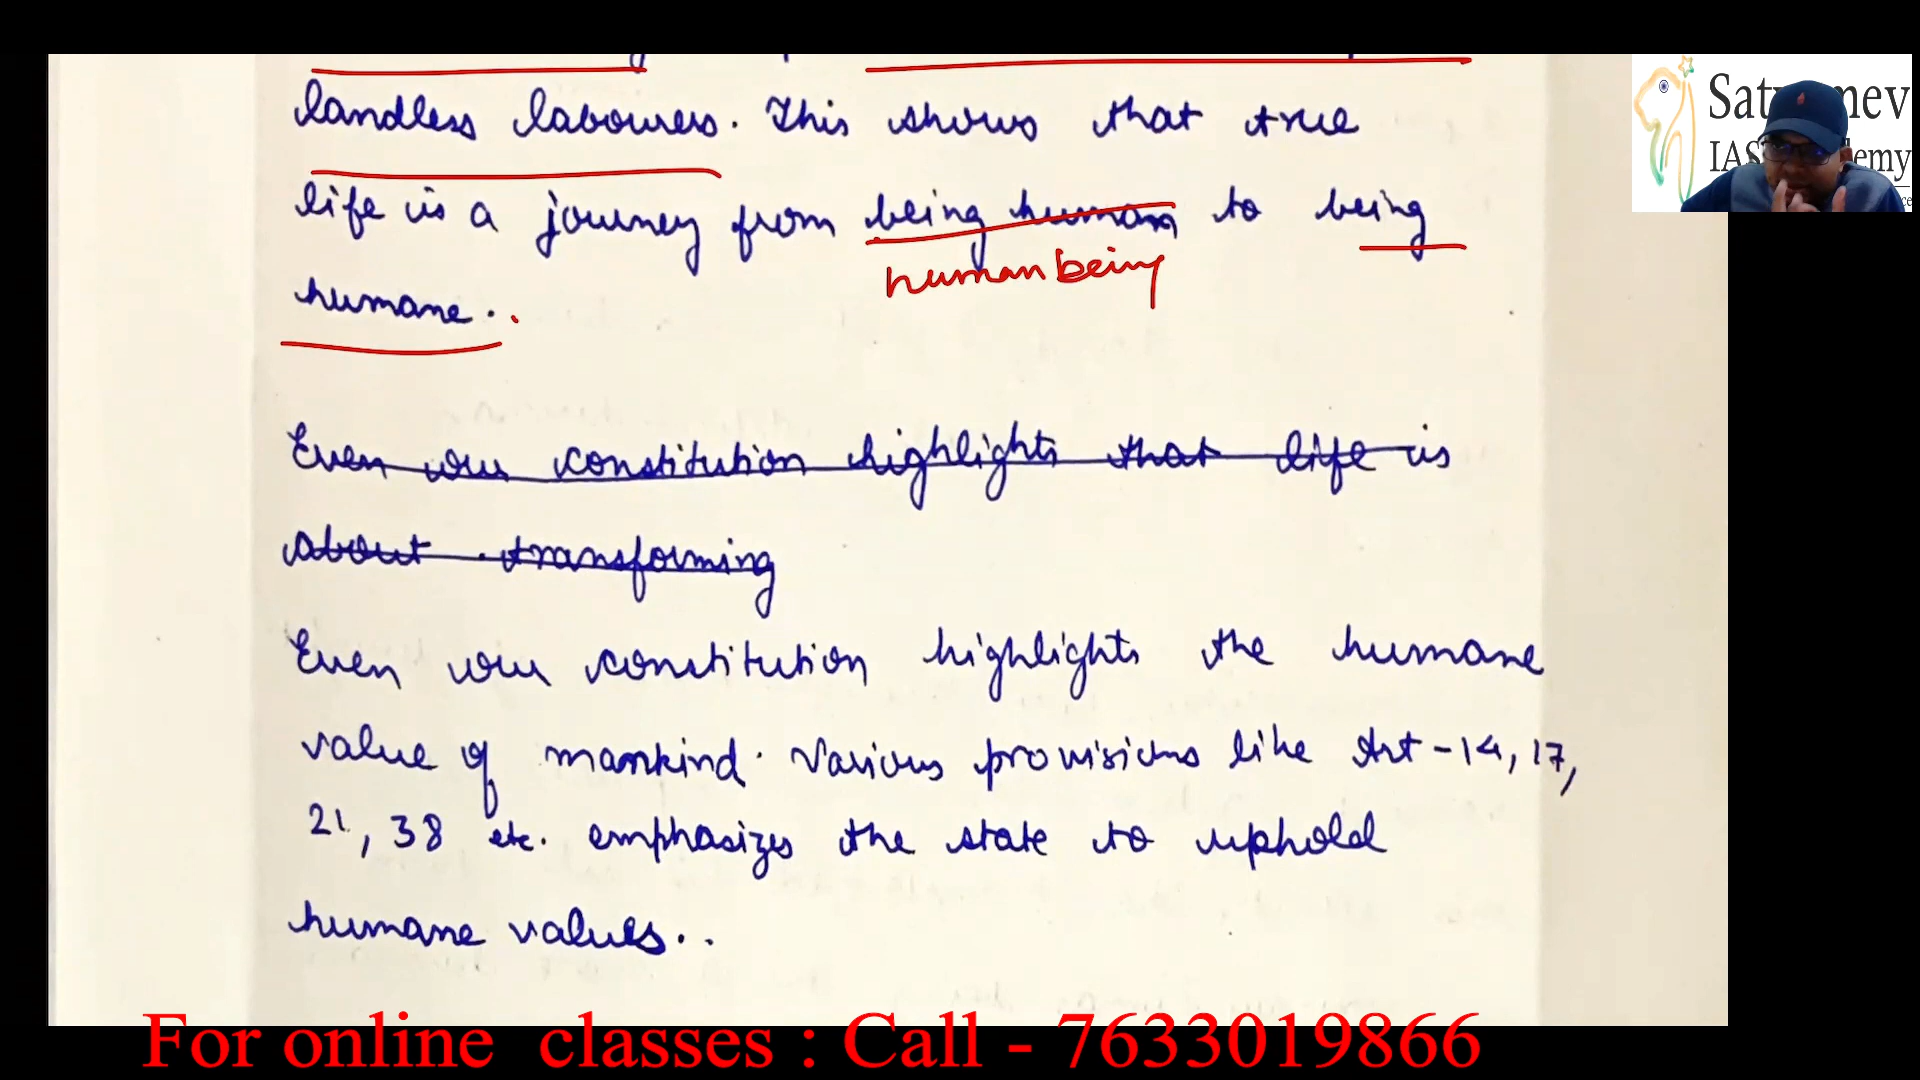 landless labourers. This shows that true
life is a journey from being human to being
human being
humane..
Even our constitution highlights that life is
about transforming
Even our constitution highlights the humane
value of mankind. Various provisions like Art-14, 17,
21, 38 etc. emphasizes the state to uphold
humane values..
For online classes : Call - 7633019866